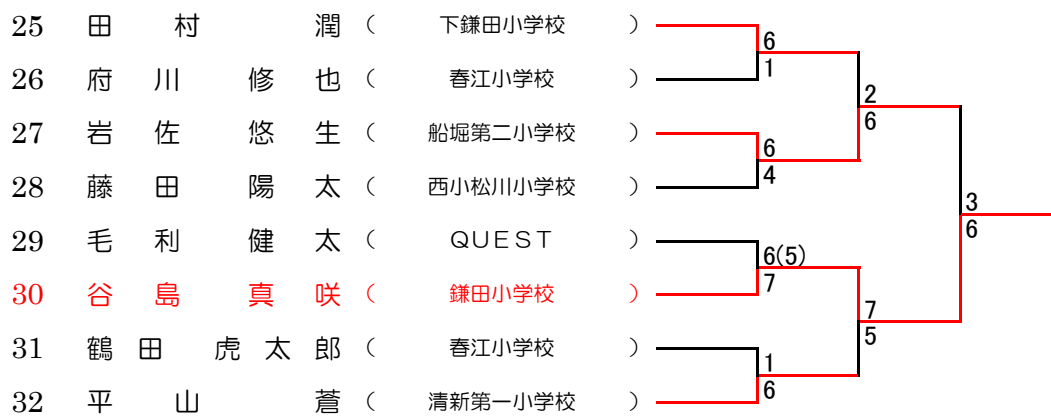 25 田村潤 （ 下鎌田小学校 ）
6
1
26 府川修也 （ 春江小学校 ）
2
6
27 岩佐悠生 （ 船堀第二小学校 ）
6
4
28 藤田陽太 （ 西小松川小学校 ）
3
6
29 毛利健太 （ QUEST ）
6(5)
7
30 谷島真咲 （ 鎌田小学校 ）
7
5
31 鶴田虎太郎 （ 春江小学校 ）
1
6
32 平山蒼 （ 清新第一小学校 ）